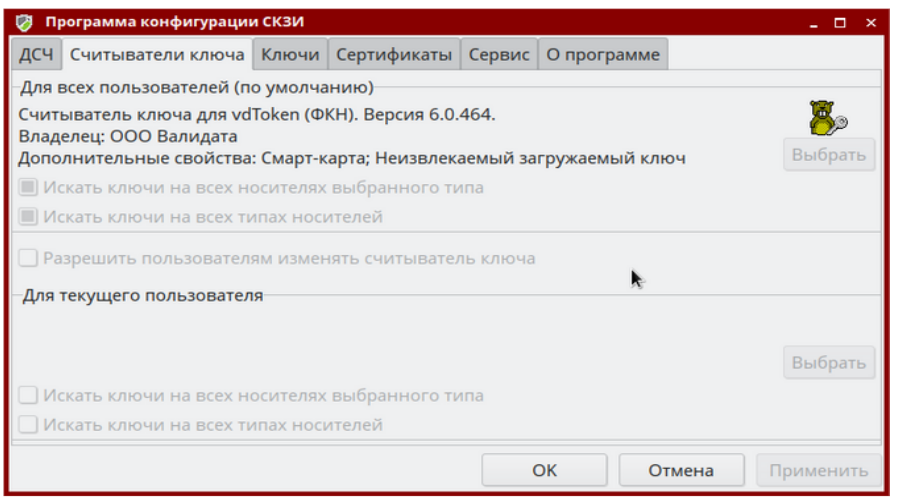 Программа конфигурации СКЗИ
ДСЧ
Считыватели ключа
Ключи
Сертификаты
Сервис
О программе
Для всех пользователей (по умолчанию)
Считыватель ключа для vdToken (ФКН). Версия 6.0.464.
Владелец: ООО Валидата
Дополнительные свойства: Смарт-карта; Неизвлекаемый загружаемый ключ
Выбрать
Искать ключи на всех носителях выбранного типа
Искать ключи на всех типах носителей
Разрешить пользователям изменять считыватель ключа
Для текущего пользователя
Выбрать
Искать ключи на всех носителях выбранного типа
Искать ключи на всех типах носителей
OK
Отмена
Применить